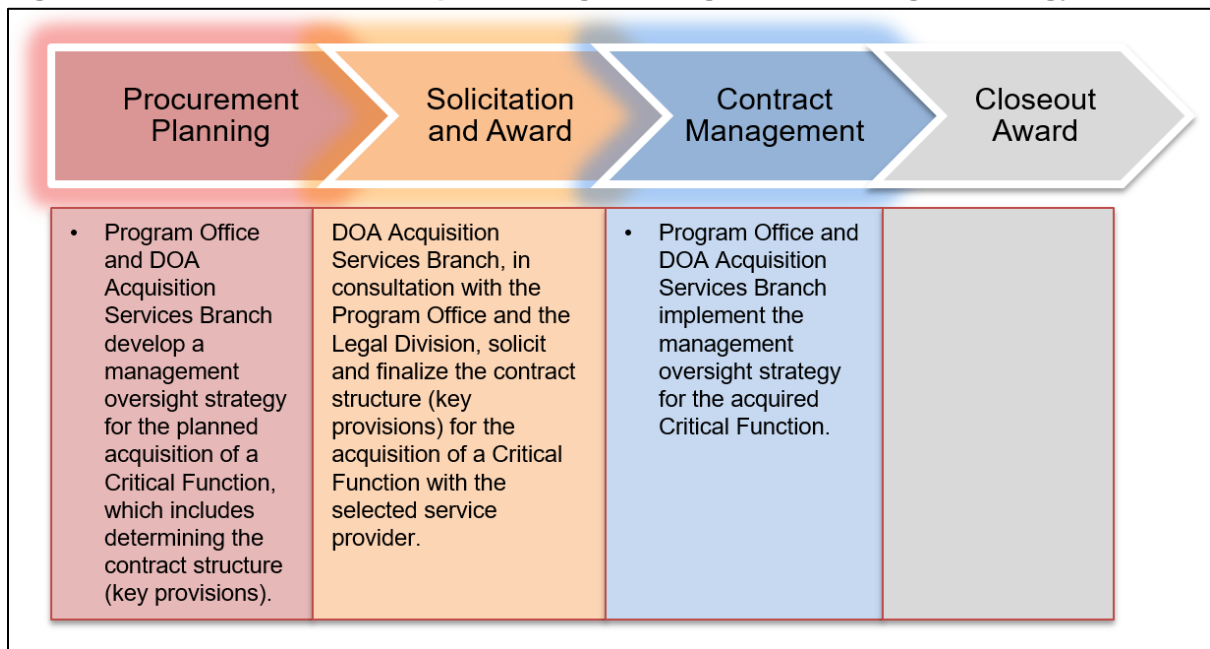 Procurement
Planning
Solicitation
and Award
Contract
Management
Closeout
Award
• Program Office
and DOA
Acquisition
Services Branch
develop a
management
oversight strategy
for the planned
acquisition of a
Critical Function,
which includes
determining the
contract structure
(key provisions).
DOA Acquisition
Services Branch, in
consultation with the
Program Office and the
Legal Division, solicit
and finalize the contract
structure (key
provisions) for the
acquisition of a Critical
Function with the
selected service
provider.
• Program Office and
DOA Acquisition
Services Branch
implement the
management
oversight strategy
for the acquired
Critical Function.